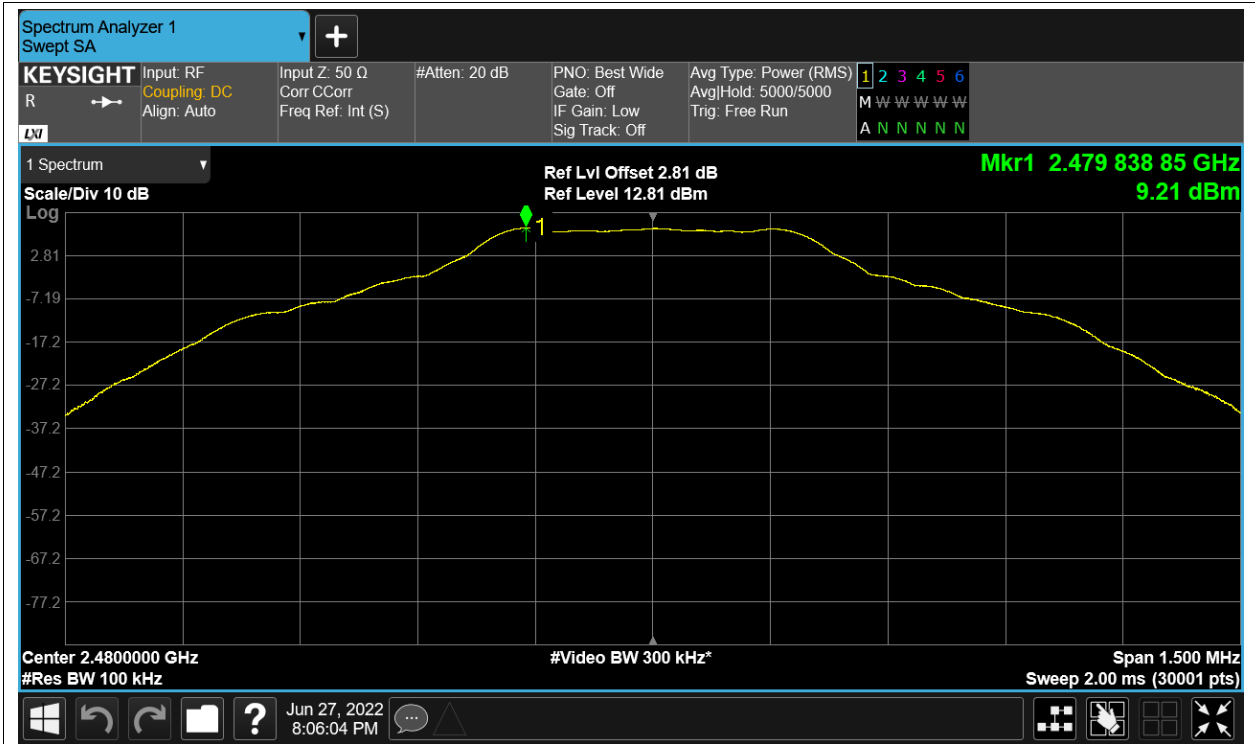 Spectrum Analyzer 1
Swept SA
+
KEYSIGHT
R
LXI
Input: RF
Coupling: DC
Align: Auto
Input Z: 50 Ω
Corr CCorr
Freq Ref: Int (S)
#Atten: 20 dB
PNO: Best Wide
Gate: Off
IF Gain: Low
Sig Track: Off
Avg Type: Power (RMS)
Avg|Hold: 5000/5000
Trig: Free Run
1 2 3 4 5 6
M W W W W W
A N N N N N
1 Spectrum
Scale/Div 10 dB
Ref Lvl Offset 2.81 dB
Ref Level 12.81 dBm
Mkr1 2.479 838 85 GHz
9.21 dBm
Log
1
2.81
-7.19
-17.2
-27.2
-37.2
-47.2
-57.2
-67.2
-77.2
Center 2.4800000 GHz
#Res BW 100 kHz
#Video BW 300 kHz*
Span 1.500 MHz
Sweep 2.00 ms (30001 pts)
?
Jun 27, 2022
8:06:04 PM